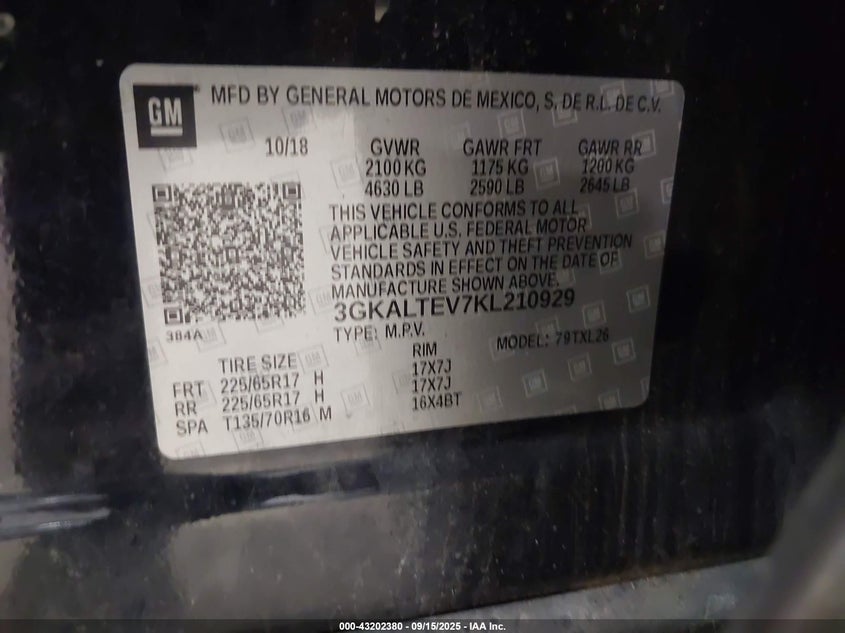 GM
MFD BY GENERAL MOTORS DE MEXICO, S. DE R.L. DE C.V.
10/18 GVWR GAWR FRT GAWR RR
2100 KG 1175 KG 1200 KG
4630 LB 2590 LB 2645 LB
THIS VEHICLE CONFORMS TO ALL
APPLICABLE U.S. FEDERAL MOTOR
VEHICLE SAFETY AND THEFT PREVENTION
STANDARDS IN EFFECT ON THE DATE OF
MANUFACTURE SHOWN ABOVE.
3GKALTEV7KL210929
384A TYPE: M.P.V. MODEL: 79TXL26
TIRE SIZE RIM
FRT 225/65R17 H 17X7J
RR 225/65R17 H 17X7J
SPA T135/70R16 M 16X4BT
000-43202380 - 09/15/2025 - IAA Inc.